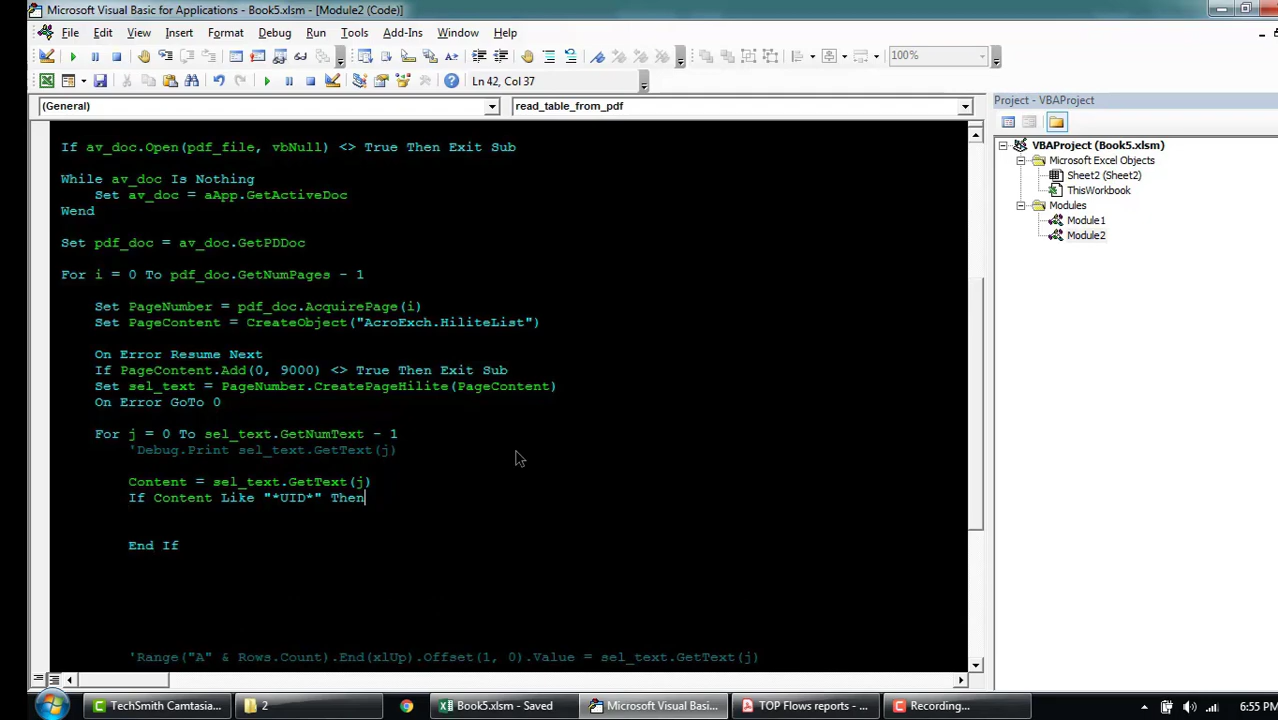 Microsoft Visual Basic for Applications - Book5.xlsm - [Module2 (Code)]
File Edit View Insert Format Debug Run Tools Add-Ins Window Help
100%
Ln 42, Col 37
(General) read_table_from_pdf
Project - VBAProject
VBAProject (Book5.xlsm)
Microsoft Excel Objects
Sheet2 (Sheet2)
ThisWorkbook
Modules
Module1
Module2
If av_doc.Open(pdf_file, vbNull) <> True Then Exit Sub
While av_doc Is Nothing
Set av_doc = aApp.GetActiveDoc
Wend
Set pdf_doc = av_doc.GetPDDoc
For i = 0 To pdf_doc.GetNumPages - 1
Set PageNumber = pdf_doc.AcquirePage(i)
Set PageContent = CreateObject("AcroExch.HiliteList")
On Error Resume Next
If PageContent.Add(0, 9000) <> True Then Exit Sub
Set sel_text = PageNumber.CreatePageHilite(PageContent)
On Error GoTo 0
For j = 0 To sel_text.GetNumText - 1
'Debug.Print sel_text.GetText(j)
Content = sel_text.GetText(j)
If Content Like "*UID*" Then
End If
'Range("A" & Rows.Count).End(xlUp).Offset(1, 0).Value = sel_text.GetText(j)
TechSmith Camtasia... 2 Book5.xlsm - Saved Microsoft Visual Basi... TOP Flows reports - ... Recording... 6:55 PM